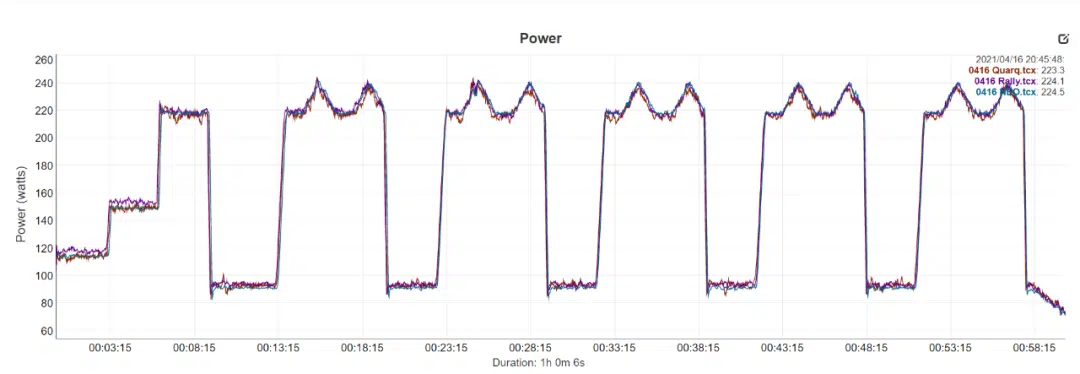 Power
2021/04/16 20:45:48:
0416 Quarq.tcx: 223.3
0416 Rally.tcx: 224.1
0416 .tcx: 224.5
260
240
220
200
180
160
140
120
100
80
60
Power (watts)
00:03:15 00:08:15 00:13:15 00:18:15 00:23:15 00:28:15 00:33:15 00:38:15 00:43:15 00:48:15 00:53:15 00:58:15
Duration: 1h 0m 6s